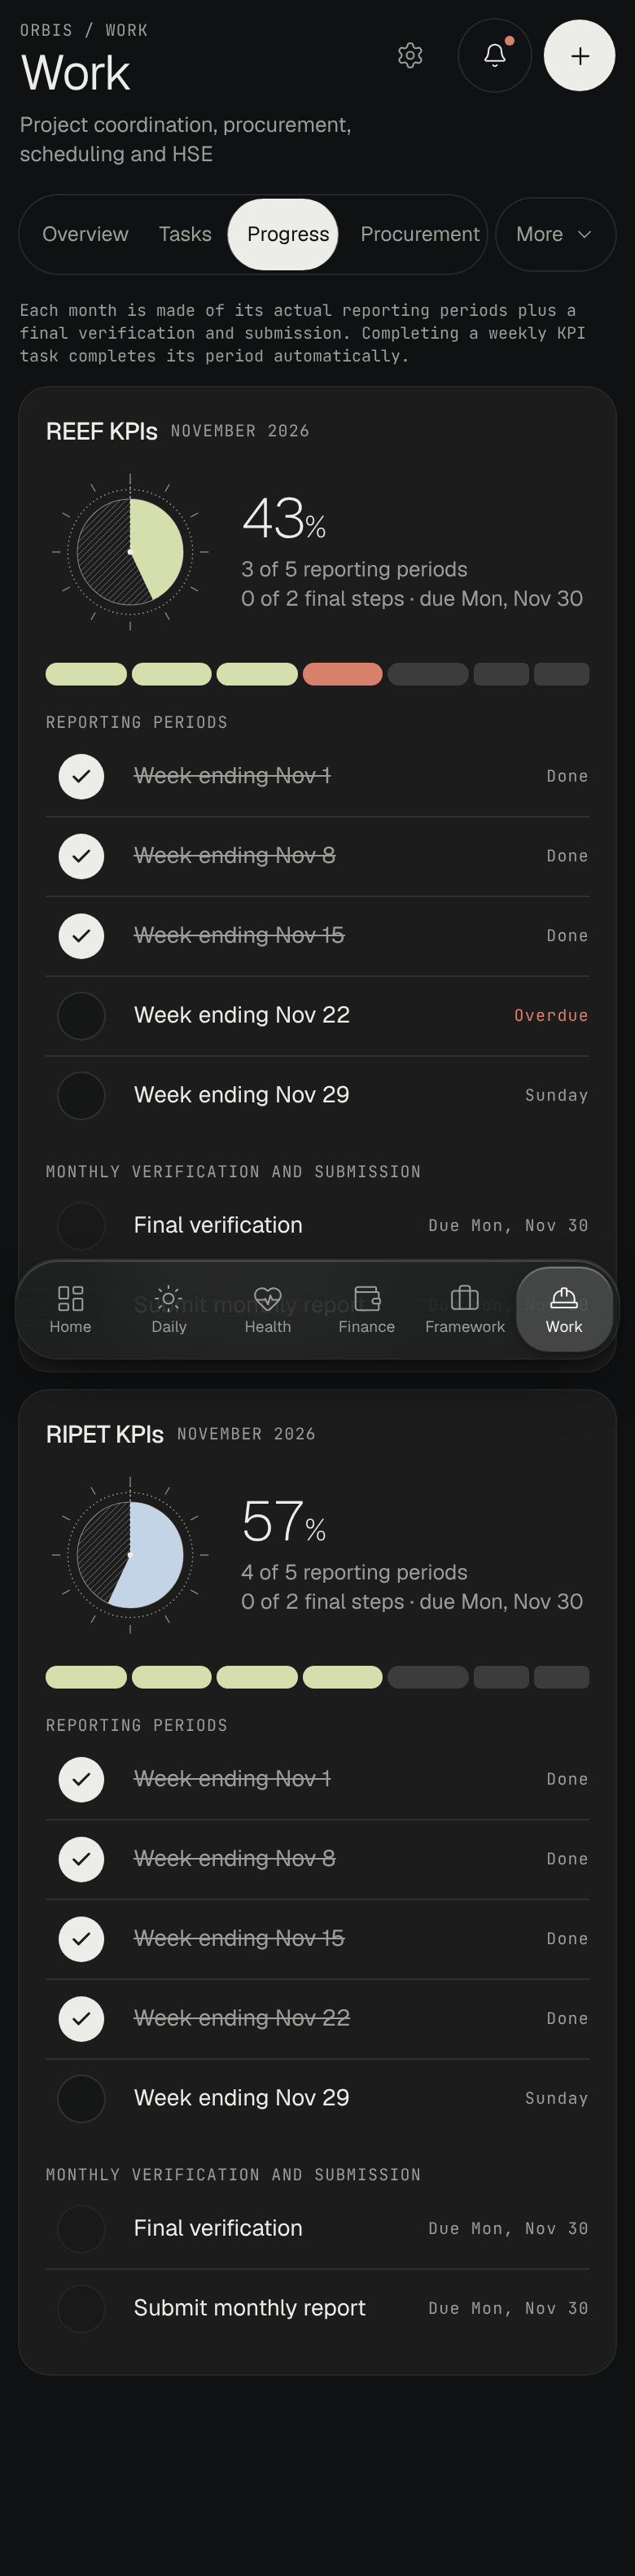 ORBIS / WORK
Work
Project coordination, procurement,
scheduling and HSE
Overview Tasks Progress Procurement More
Each month is made of its actual reporting periods plus a
final verification and submission. Completing a weekly KPI
task completes its period automatically.
REEF KPIs NOVEMBER 2026
43%
3 of 5 reporting periods
0 of 2 final steps · due Mon, Nov 30
REPORTING PERIODS
Week ending Nov 1 Done
Week ending Nov 8 Done
Week ending Nov 15 Done
Week ending Nov 22 Overdue
Week ending Nov 29 Sunday
MONTHLY VERIFICATION AND SUBMISSION
Final verification Due Mon, Nov 30
Submit monthly report
Home Daily Health Finance Framework Work
RIPET KPIs NOVEMBER 2026
57%
4 of 5 reporting periods
0 of 2 final steps · due Mon, Nov 30
REPORTING PERIODS
Week ending Nov 1 Done
Week ending Nov 8 Done
Week ending Nov 15 Done
Week ending Nov 22 Done
Week ending Nov 29 Sunday
MONTHLY VERIFICATION AND SUBMISSION
Final verification Due Mon, Nov 30
Submit monthly report Due Mon, Nov 30